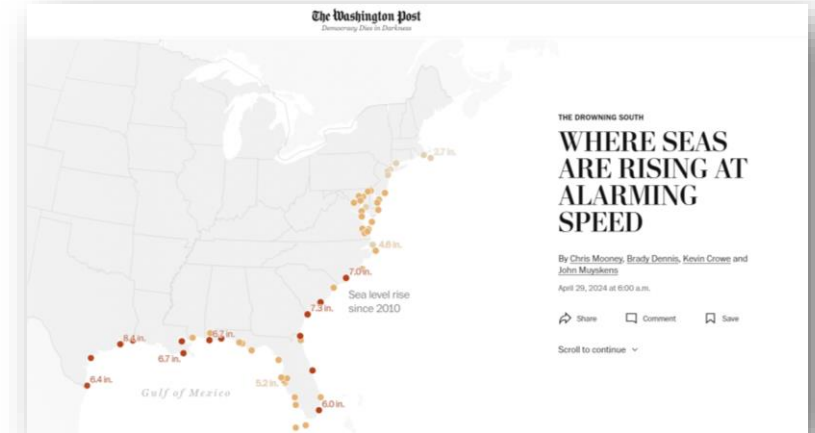 The Washington Post
Democracy Dies in Darkness
THE DROWNING SOUTH
WHERE SEAS
ARE RISING AT
ALARMING
SPEED
By Chris Mooney, Brady Dennis, Kevin Crowe and
John Muyskens
April 29, 2024 at 6:00 a.m.
Share Comment Save
Scroll to continue
2.7 in.
4.6 in.
7.0 in.
Sea level rise
since 2010
7.3 in.
8.4 in.
6.7 in.
6.7 in.
6.4 in.
5.2 in.
Gulf of Mexico
6.0 in.